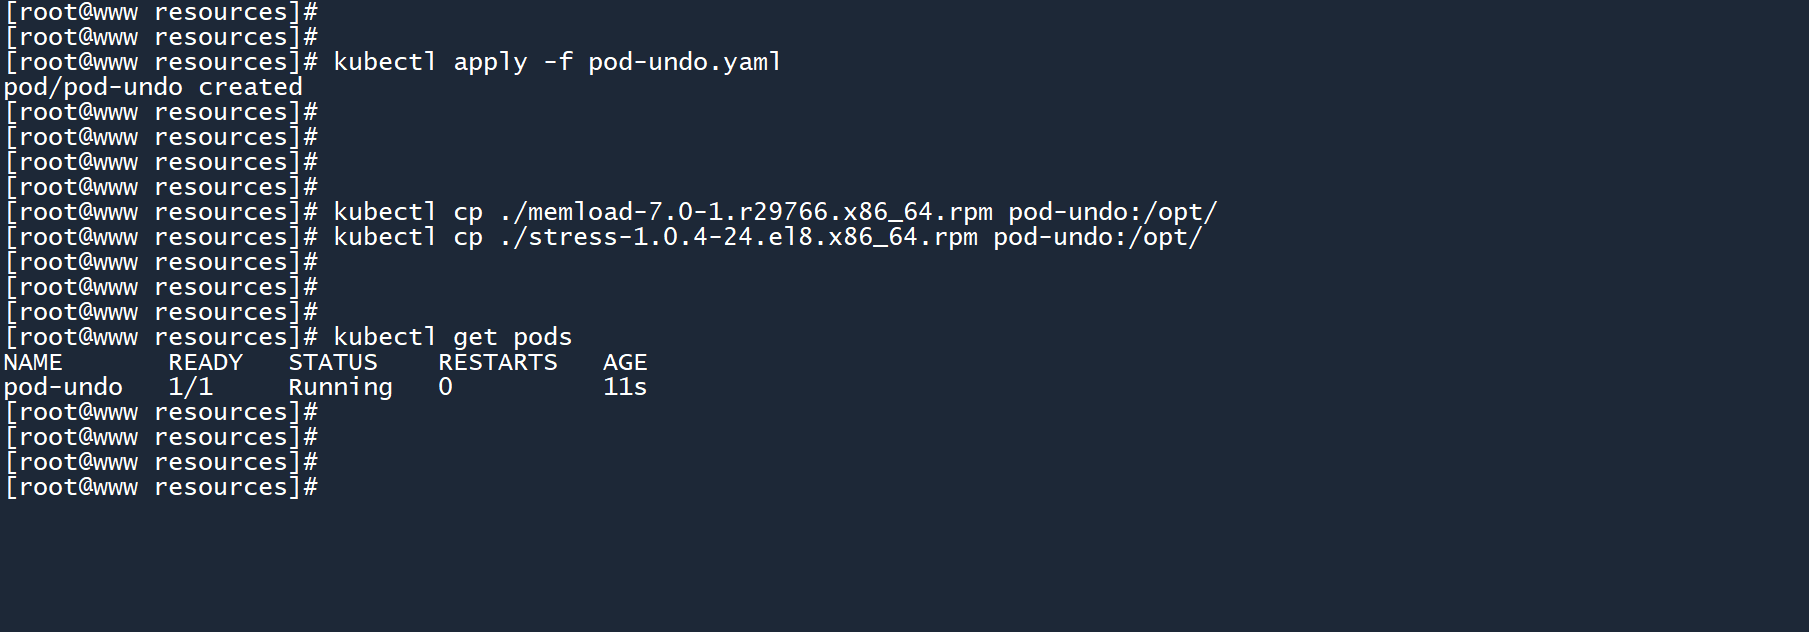 [root@www resources]#
[root@www resources]#
[root@www resources]# kubectl apply -f pod-undo.yaml
pod/pod-undo created
[root@www resources]#
[root@www resources]#
[root@www resources]#
[root@www resources]#
[root@www resources]# kubectl cp ./memload-7.0-1.r29766.x86_64.rpm pod-undo:/opt/
[root@www resources]# kubectl cp ./stress-1.0.4-24.el8.x86_64.rpm pod-undo:/opt/
[root@www resources]#
[root@www resources]#
[root@www resources]#
[root@www resources]# kubectl get pods
NAME       READY   STATUS    RESTARTS   AGE
pod-undo   1/1     Running   0          11s
[root@www resources]#
[root@www resources]#
[root@www resources]#
[root@www resources]#